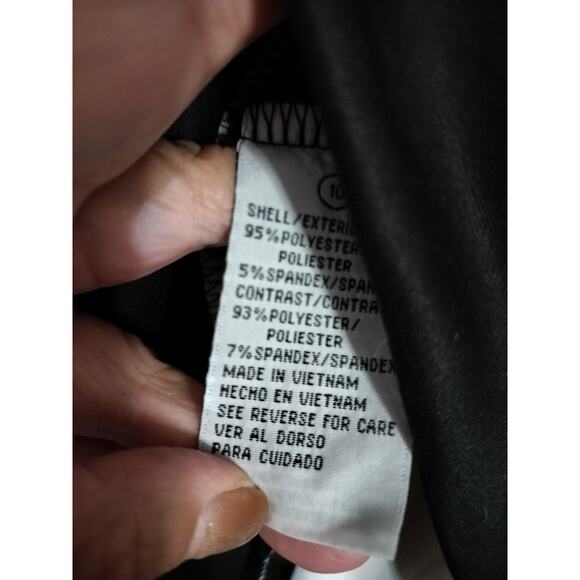 10
SHELL/EXTERIO
95%POLYESTER
POLIESTER
5%SPANDEX/SPAN
CONTRAST/CONTRA
93%POLYESTER/
POLIESTER
7%SPANDEX/SPANDEX
MADE IN VIETNAM
HECHO EN VIETNAM
SEE REVERSE FOR CARE
VER AL DORSO
PARA CUIDADO